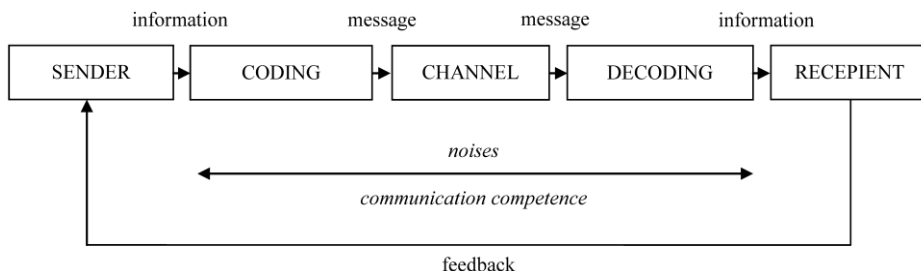 information message message information
SENDER CODING CHANNEL DECODING RECEPIENT
noises
communication competence
feedback